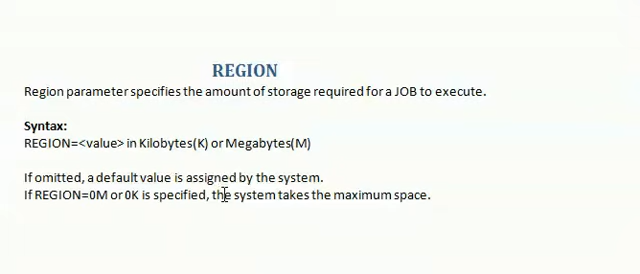 REGION
Region parameter specifies the amount of storage required for a JOB to execute.
Syntax:
REGION=<value> in Kilobytes(K) or Megabytes(M)
If omitted, a default value is assigned by the system.
If REGION=0M or 0K is specified, the system takes the maximum space.